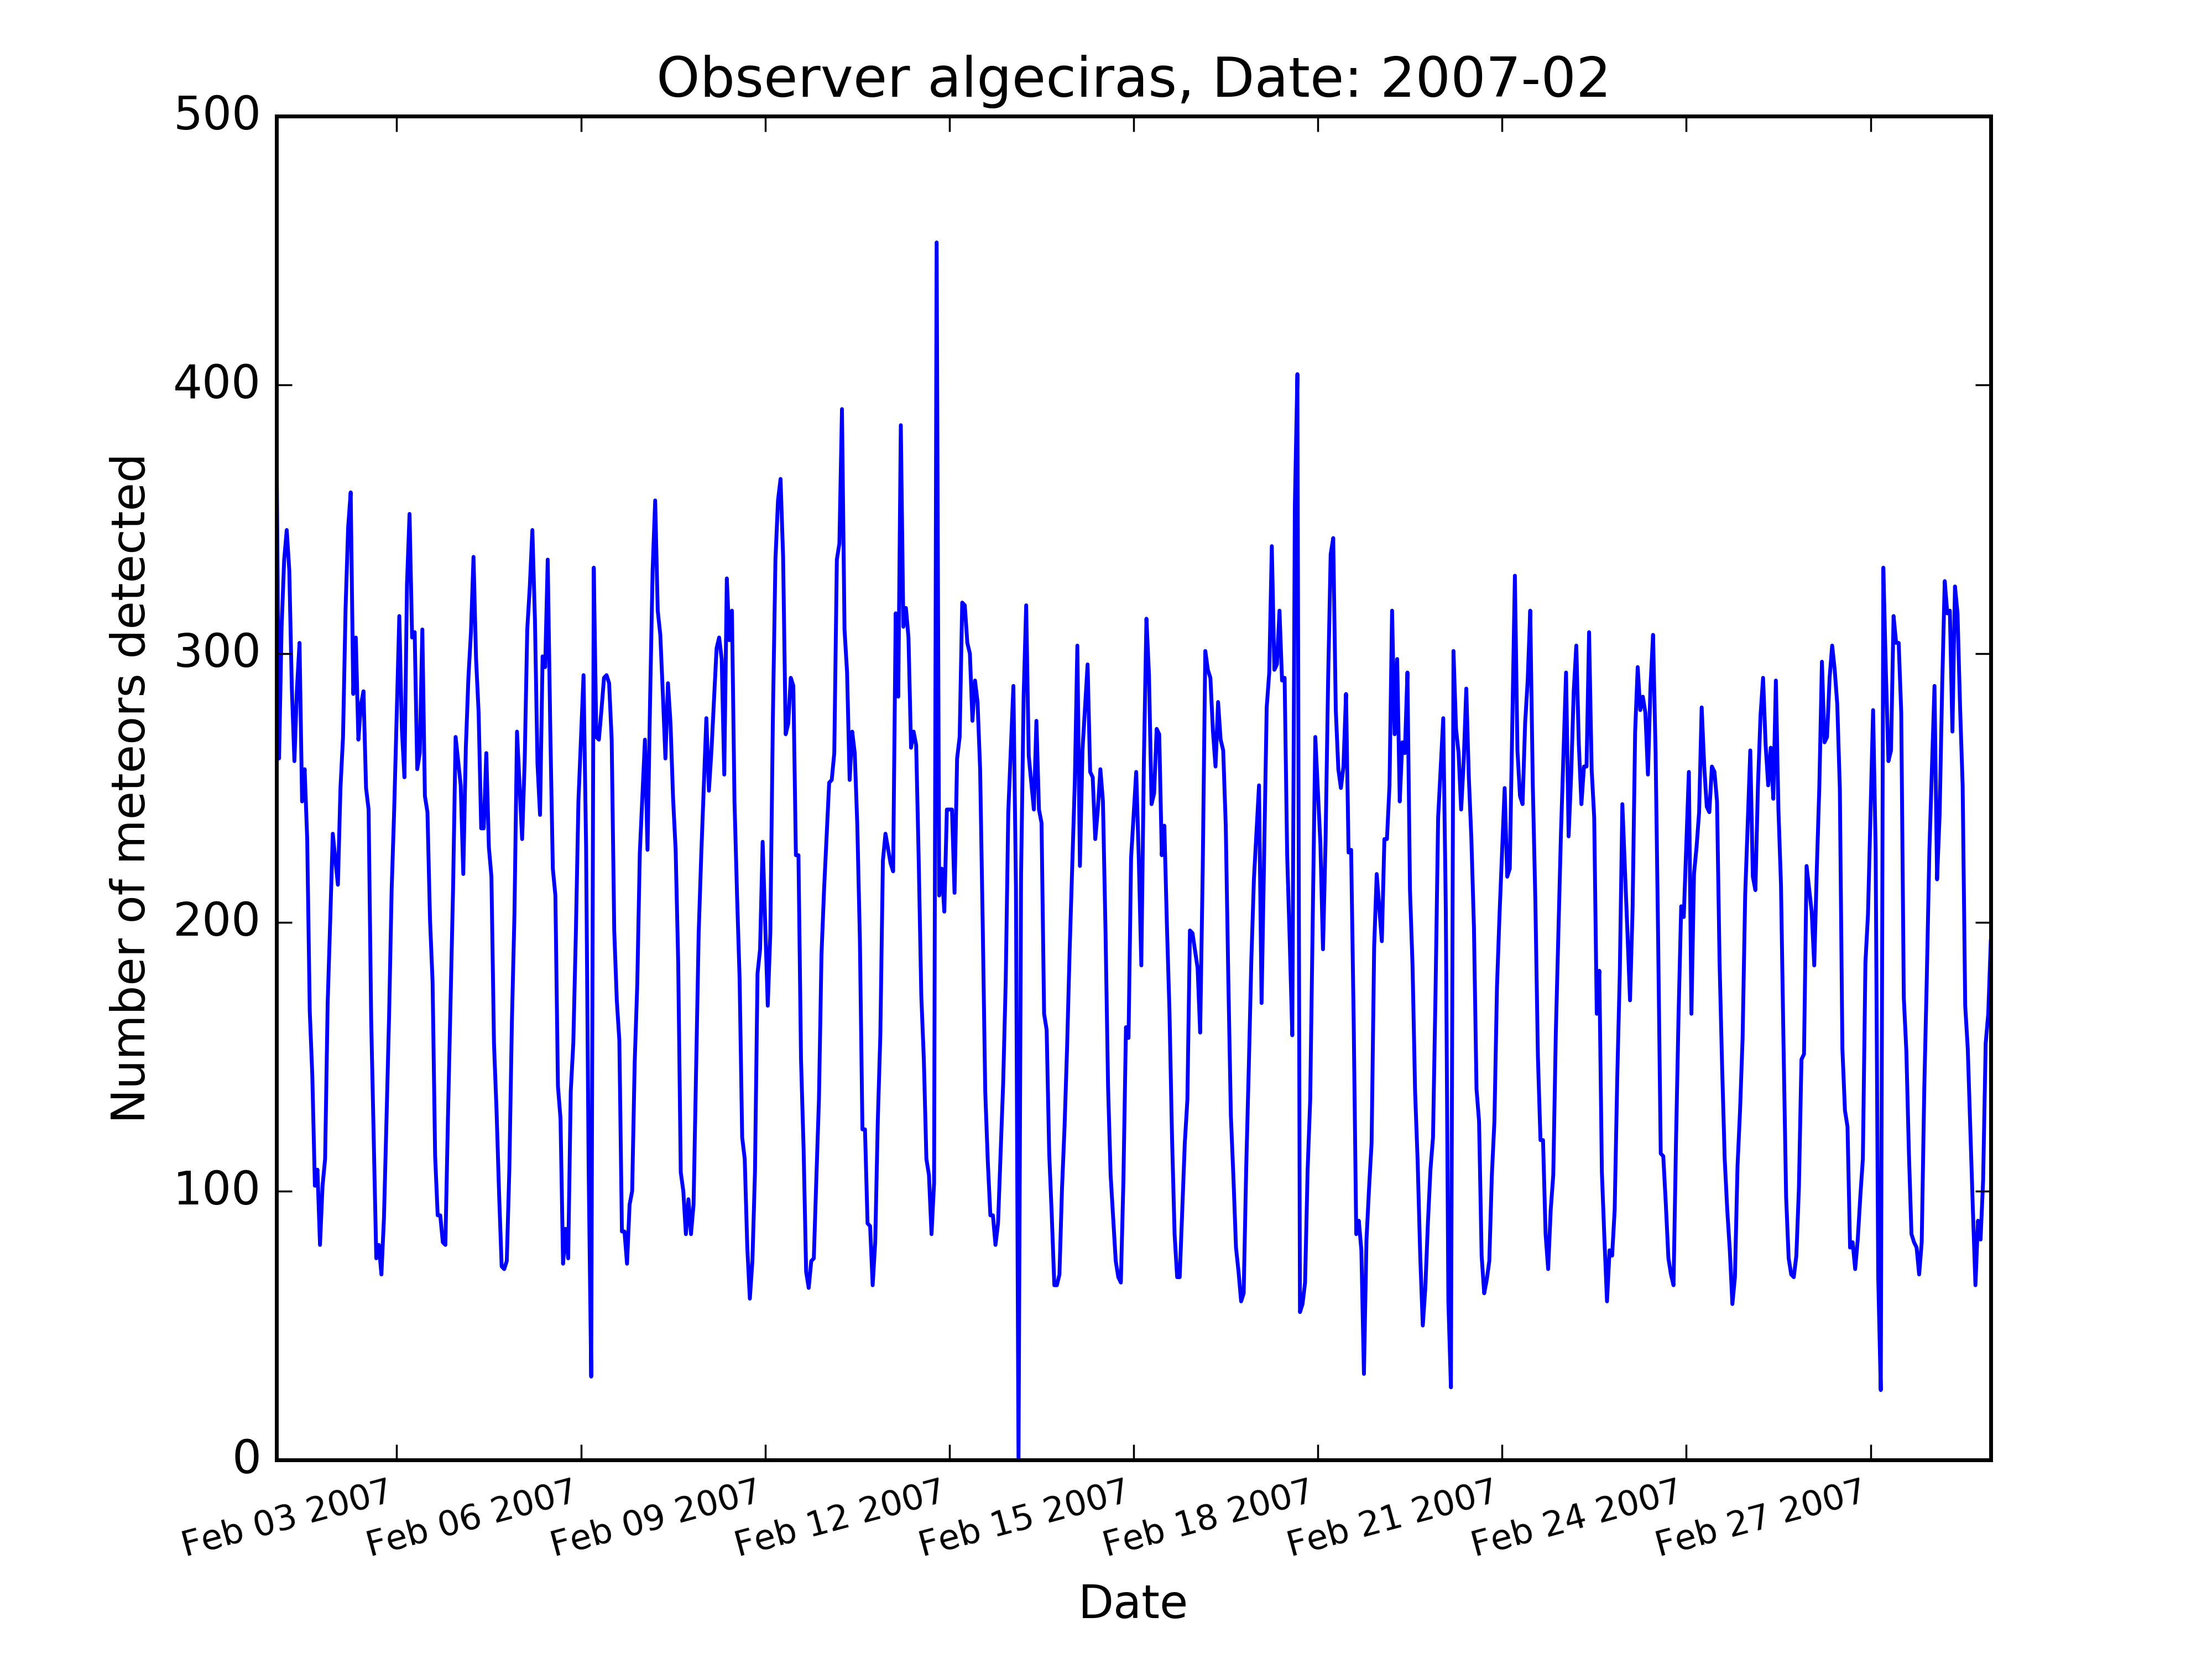 Observer algeciras, Date: 2007-02
Number of meteors detected
500
400
300
200
100
0
Feb 03 2007
Feb 06 2007
Feb 09 2007
Feb 12 2007
Feb 15 2007
Feb 18 2007
Feb 21 2007
Feb 24 2007
Feb 27 2007
Date